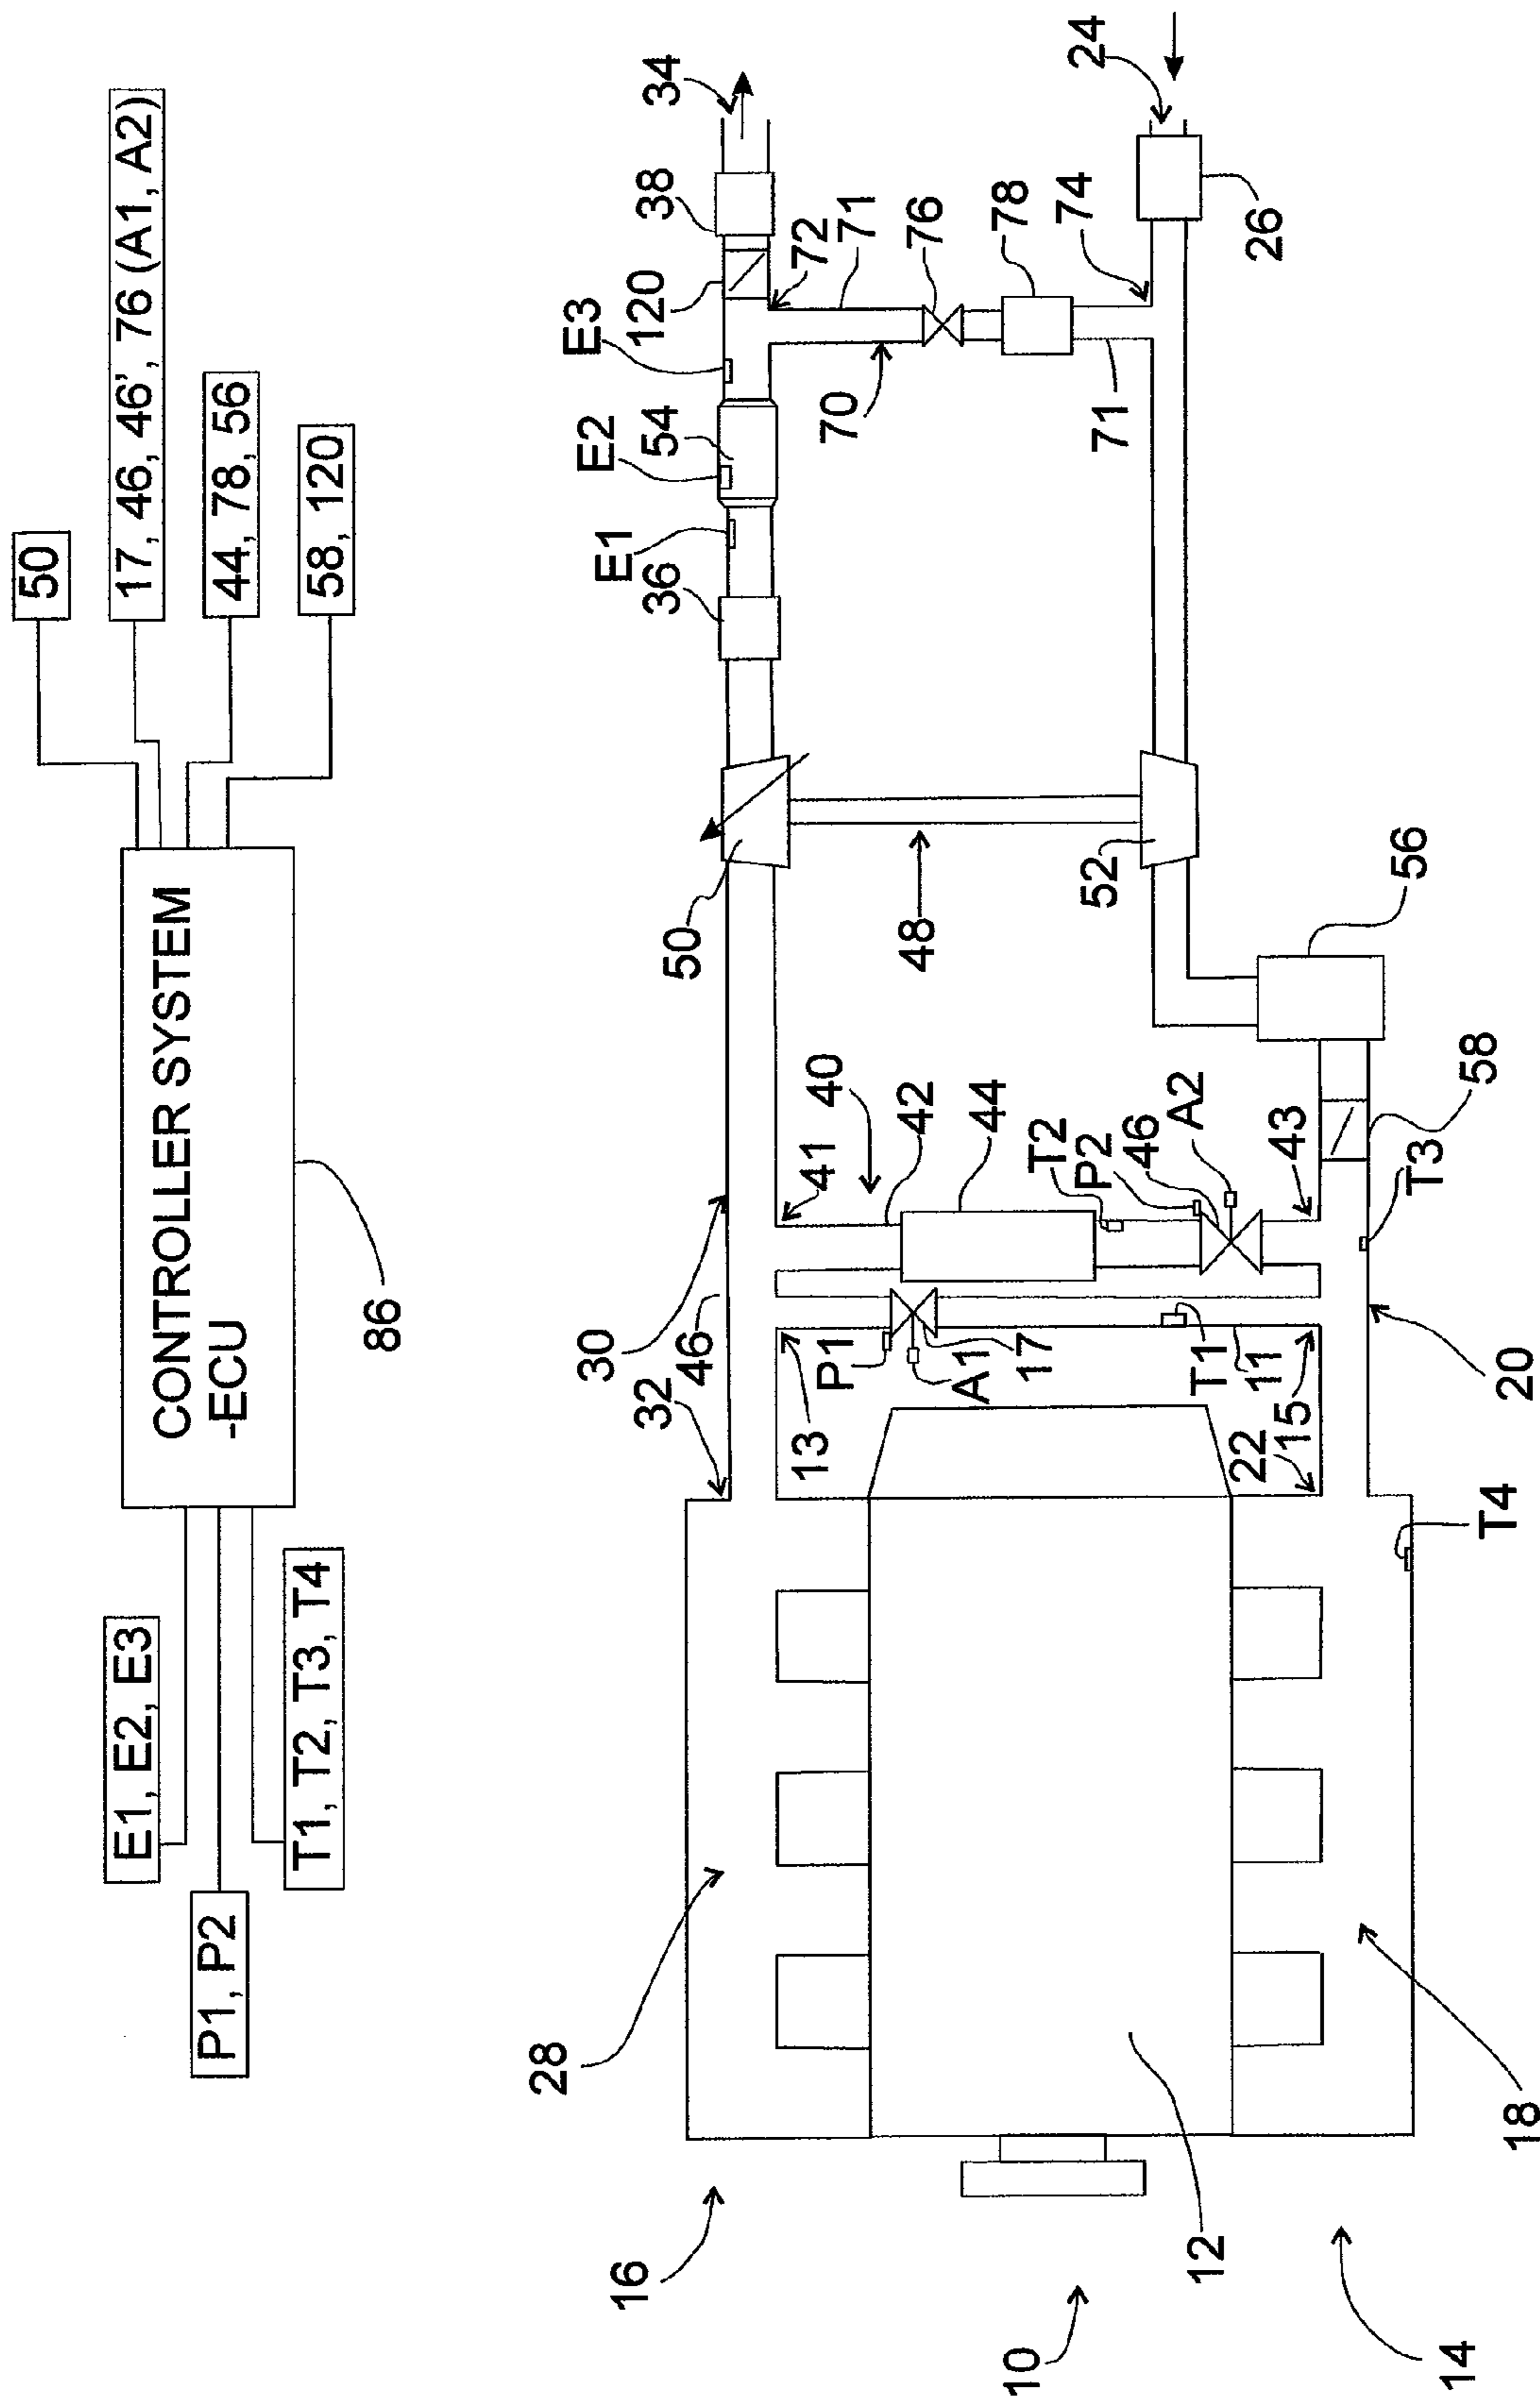 50
17, 46, 46', 76 (A1, A2)
44, 78, 56
58, 120
CONTROLLER SYSTEM
-ECU
86
E1, E2, E3
P1, P2
T1, T2, T3, T4
34
38
120
E3
E2
54
E1
36
72
71
76
78
74
24
26
70
71
50
48
52
56
58
30
32
46
41
40
42
44
T2
P2
46
A2
43
T3
13
P1
A1
17
T1
11
15
22
20
T4
28
16
12
10
18
14